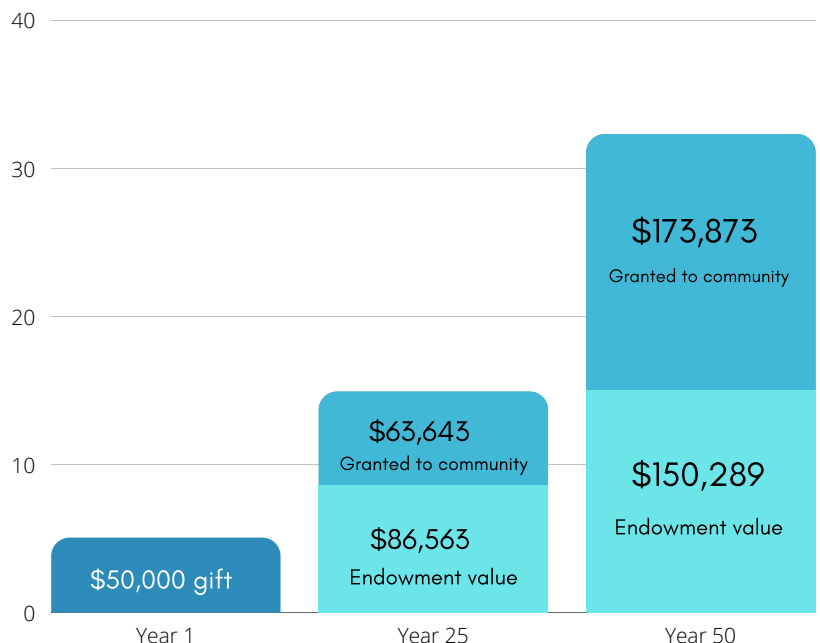 40
30
20
10
0
$173,873
Granted to community
$150,289
Endowment value
$63,643
Granted to community
$86,563
Endowment value
$50,000 gift
Year 1
Year 25
Year 50